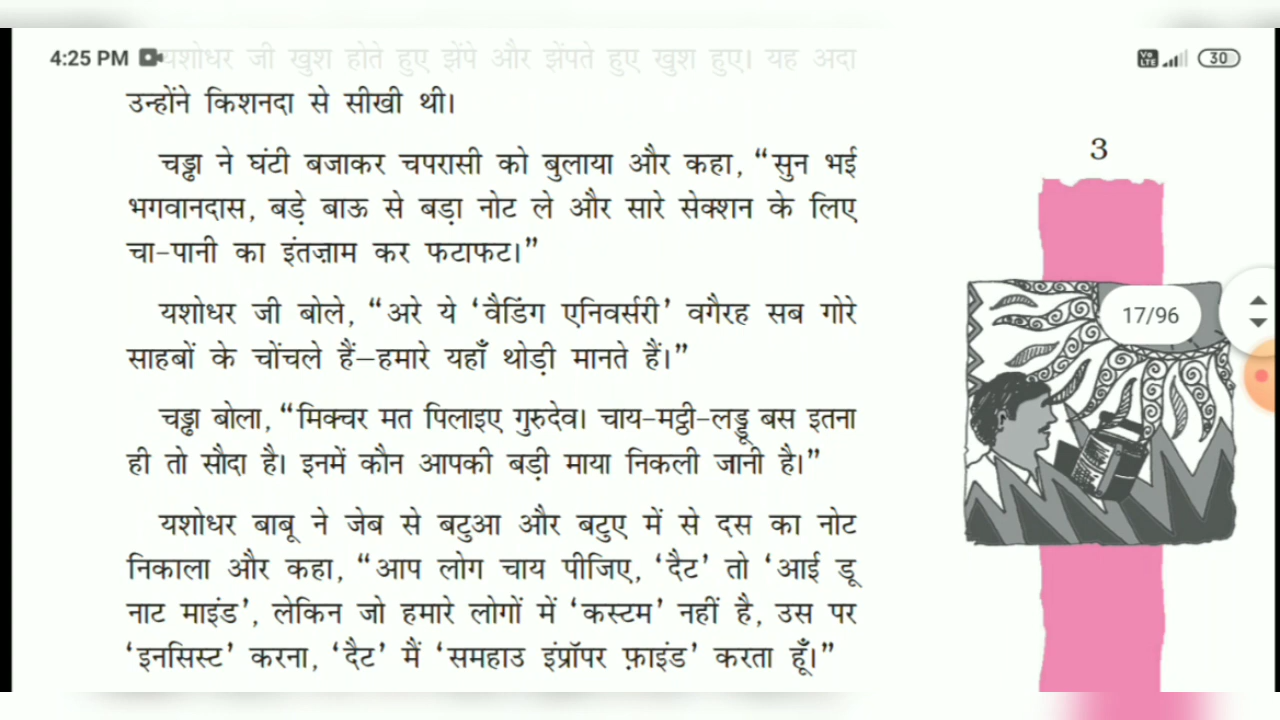 4:25 PM
यशोधर जी खुश होते हुए झेंपे और झेंपते हुए खुश हुए। यह अदा
Vo LTE
30
उन्होंने किशनदा से सीखी थी।
3
चड्ढा ने घंटी बजाकर चपरासी को बुलाया और कहा, “सुन भई
भगवानदास, बड़े बाऊ से बड़ा नोट ले और सारे सेक्शन के लिए
चा-पानी का इंतज़ाम कर फटाफट।”
यशोधर जी बोले, “अरे ये ‘वैडिंग एनिवर्सरी’ वगैरह सब गोरे
साहबों के चोंचले हैं—हमारे यहाँ थोड़ी मानते हैं।”
17/96
चड्ढा बोला, “मिक्चर मत पिलाइए गुरुदेव। चाय-मट्ठी-लड्डू बस इतना
ही तो सौदा है। इनमें कौन आपकी बड़ी माया निकली जानी है।”
यशोधर बाबू ने जेब से बटुआ और बटुए में से दस का नोट
निकाला और कहा, “आप लोग चाय पीजिए, ‘दैट’ तो ‘आई डू
नाट माइंड’, लेकिन जो हमारे लोगों में ‘कस्टम’ नहीं है, उस पर
‘इनसिस्ट’ करना, ‘दैट’ मैं ‘समहाउ इंप्रॉपर फ़ाइंड’ करता हूँ।”